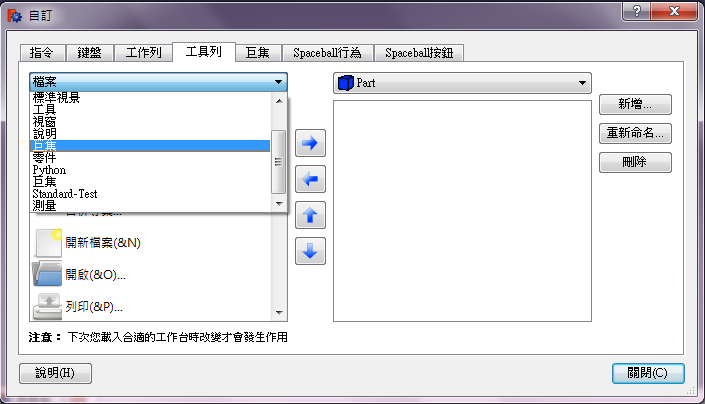 自訂
指令
鍵盤
工作列
工具列
巨集
Spaceball行為
Spaceball按鈕
檔案
標準視景
工具
視窗
說明
巨集
零件
Python
巨集
Standard-Test
測量
開新檔案(&N)
開啟(&O)...
列印(&P)...
Part
新增...
重新命名...
刪除
注意： 下次您載入合適的工作台時改變才會發生作用
說明(H)
關閉(C)